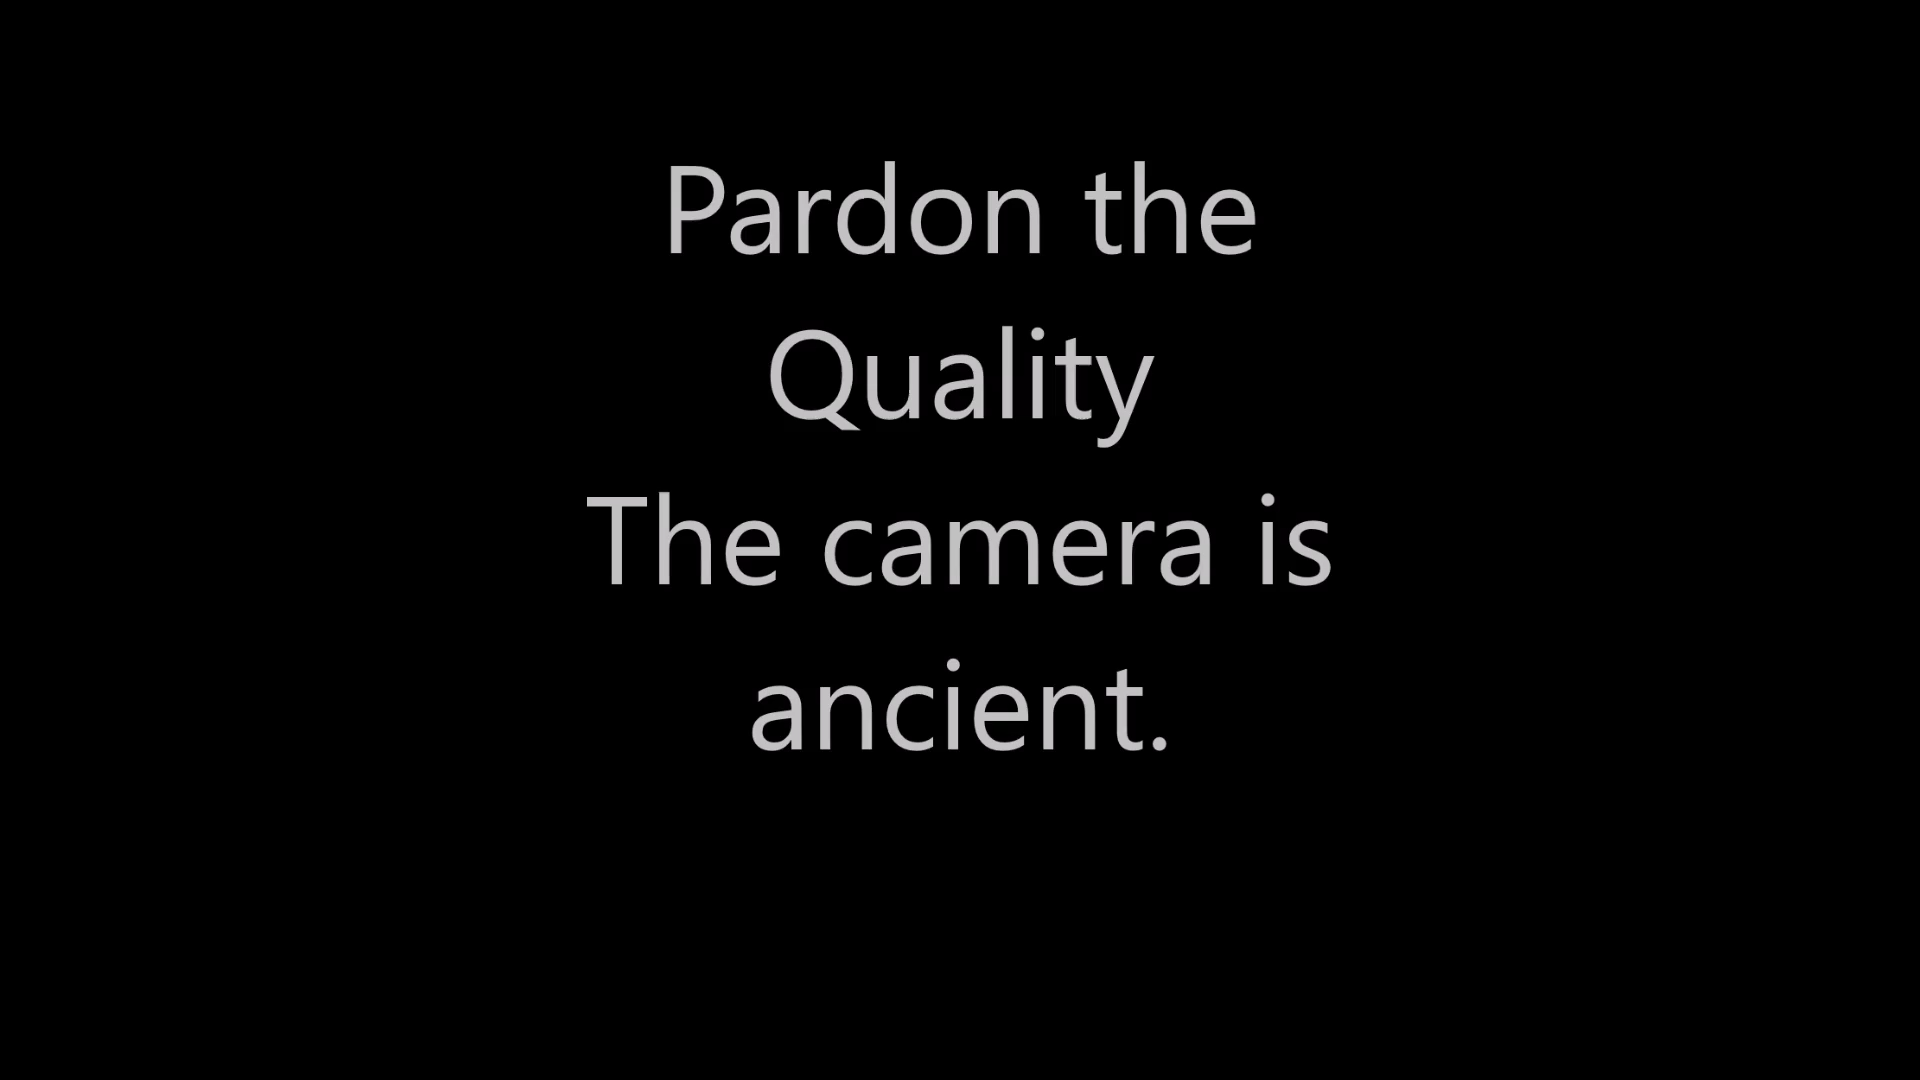 Pardon the
Quality
The camera is
ancient.